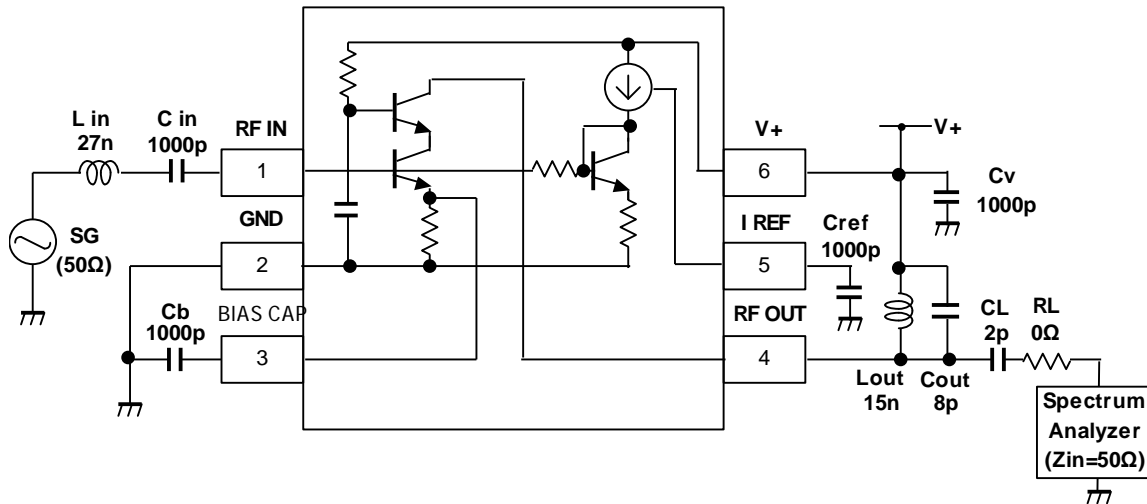 L in
27n
C in
1000p
RF IN
1
GND
2
BIAS CAP
3
SG
(50Ω)
Cb
1000p
V+
6
I REF
5
RF OUT
4
V+
Cv
1000p
Cref
1000p
Lout
15n
Cout
8p
CL
2p
RL
0Ω
Spectrum
Analyzer
(Zin=50Ω)